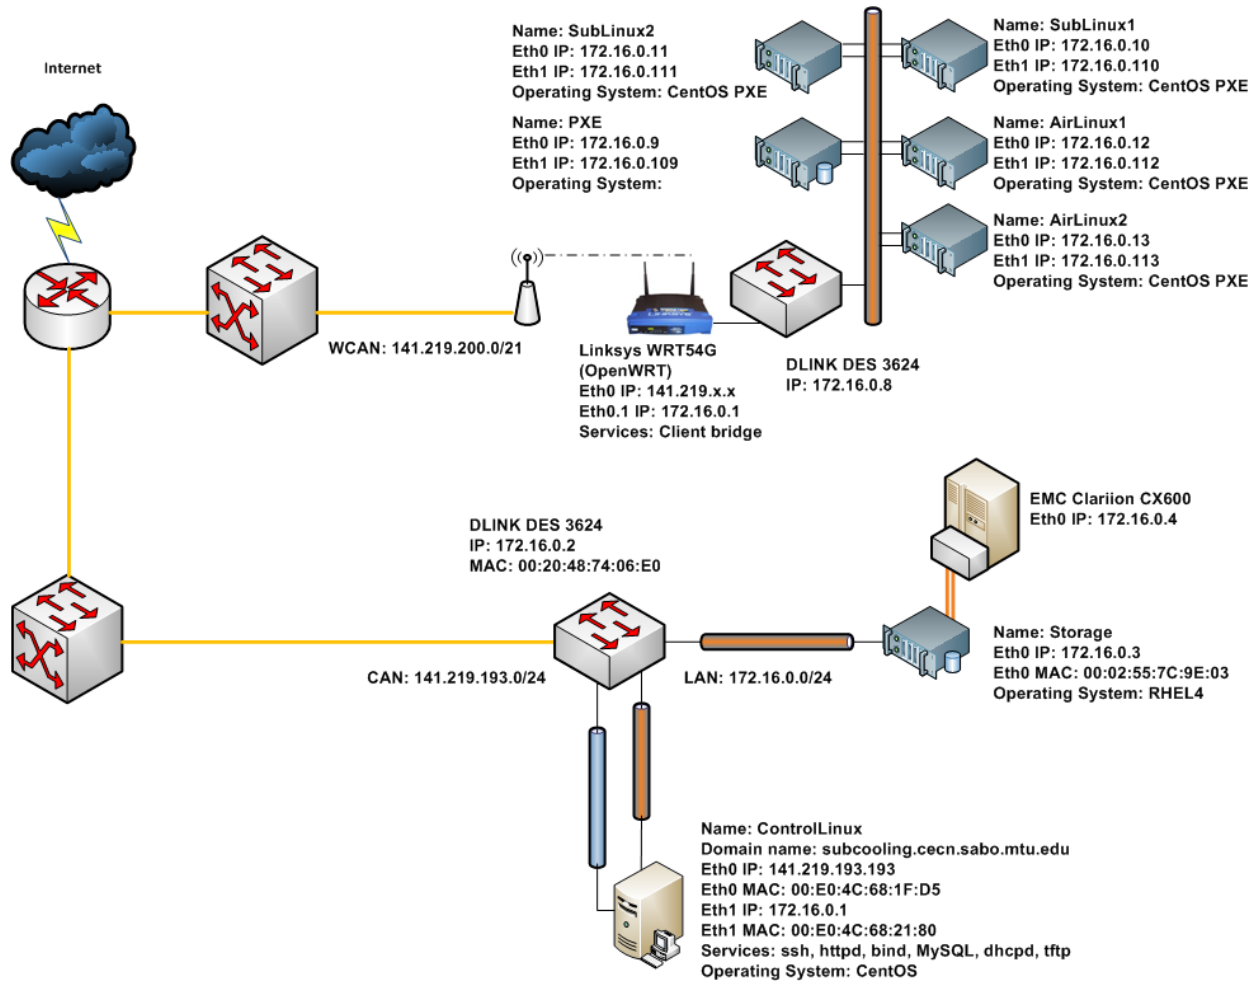 Internet
Name: SubLinux2
Eth0 IP: 172.16.0.11
Eth1 IP: 172.16.0.111
Operating System: CentOS PXE
Name: PXE
Eth0 IP: 172.16.0.9
Eth1 IP: 172.16.0.109
Operating System:
Name: SubLinux1
Eth0 IP: 172.16.0.10
Eth1 IP: 172.16.0.110
Operating System: CentOS PXE
Name: AirLinux1
Eth0 IP: 172.16.0.12
Eth1 IP: 172.16.0.112
Operating System: CentOS PXE
Name: AirLinux2
Eth0 IP: 172.16.0.13
Eth1 IP: 172.16.0.113
Operating System: CentOS PXE
WCAN: 141.219.200.0/21
Linksys WRT54G
(OpenWRT)
Eth0 IP: 141.219.x.x
Eth0.1 IP: 172.16.0.1
Services: Client bridge
DLINK DES 3624
IP: 172.16.0.8
EMC Clariion CX600
Eth0 IP: 172.16.0.4
DLINK DES 3624
IP: 172.16.0.2
MAC: 00:20:48:74:06:E0
CAN: 141.219.193.0/24
LAN: 172.16.0.0/24
Name: Storage
Eth0 IP: 172.16.0.3
Eth0 MAC: 00:02:55:7C:9E:03
Operating System: RHEL4
Name: ControlLinux
Domain name: subcooling.cecn.sabo.mtu.edu
Eth0 IP: 141.219.193.193
Eth0 MAC: 00:E0:4C:68:1F:D5
Eth1 IP: 172.16.0.1
Eth1 MAC: 00:E0:4C:68:21:80
Services: ssh, httpd, bind, MySQL, dhcpd, tftp
Operating System: CentOS